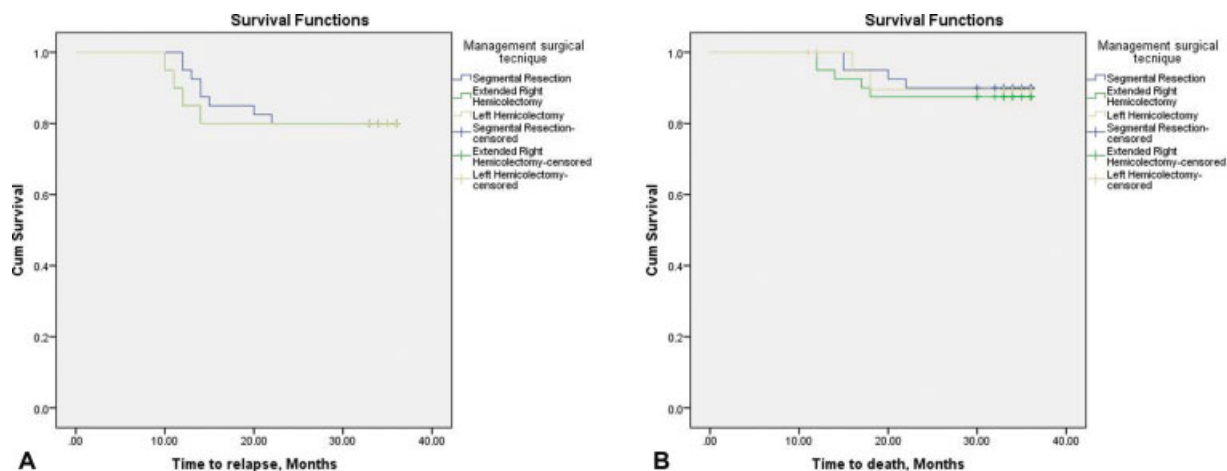 Survival Functions
Management surgical
tecnique
Segmental Resection
Extended Right
Hemicolectomy
Left Hemicolectomy
Segmental Resection-
censored
Extended Right
Hemicolectomy-censored
Left Hemicolectomy-
censored
1.0
0.8
0.6
0.4
0.2
0.0
Cum Survival
.00 10.00 20.00 30.00 40.00
Time to relapse, Months
A
Survival Functions
Management surgical
tecnique
Segmental Resection
Extended Right
Hemicolectomy
Left Hemicolectomy
Segmental Resection-
censored
Extended Right
Hemicolectomy-censored
Left Hemicolectomy-
censored
1.0
0.8
0.6
0.4
0.2
0.0
Cum Survival
.00 10.00 20.00 30.00 40.00
Time to death, Months
B